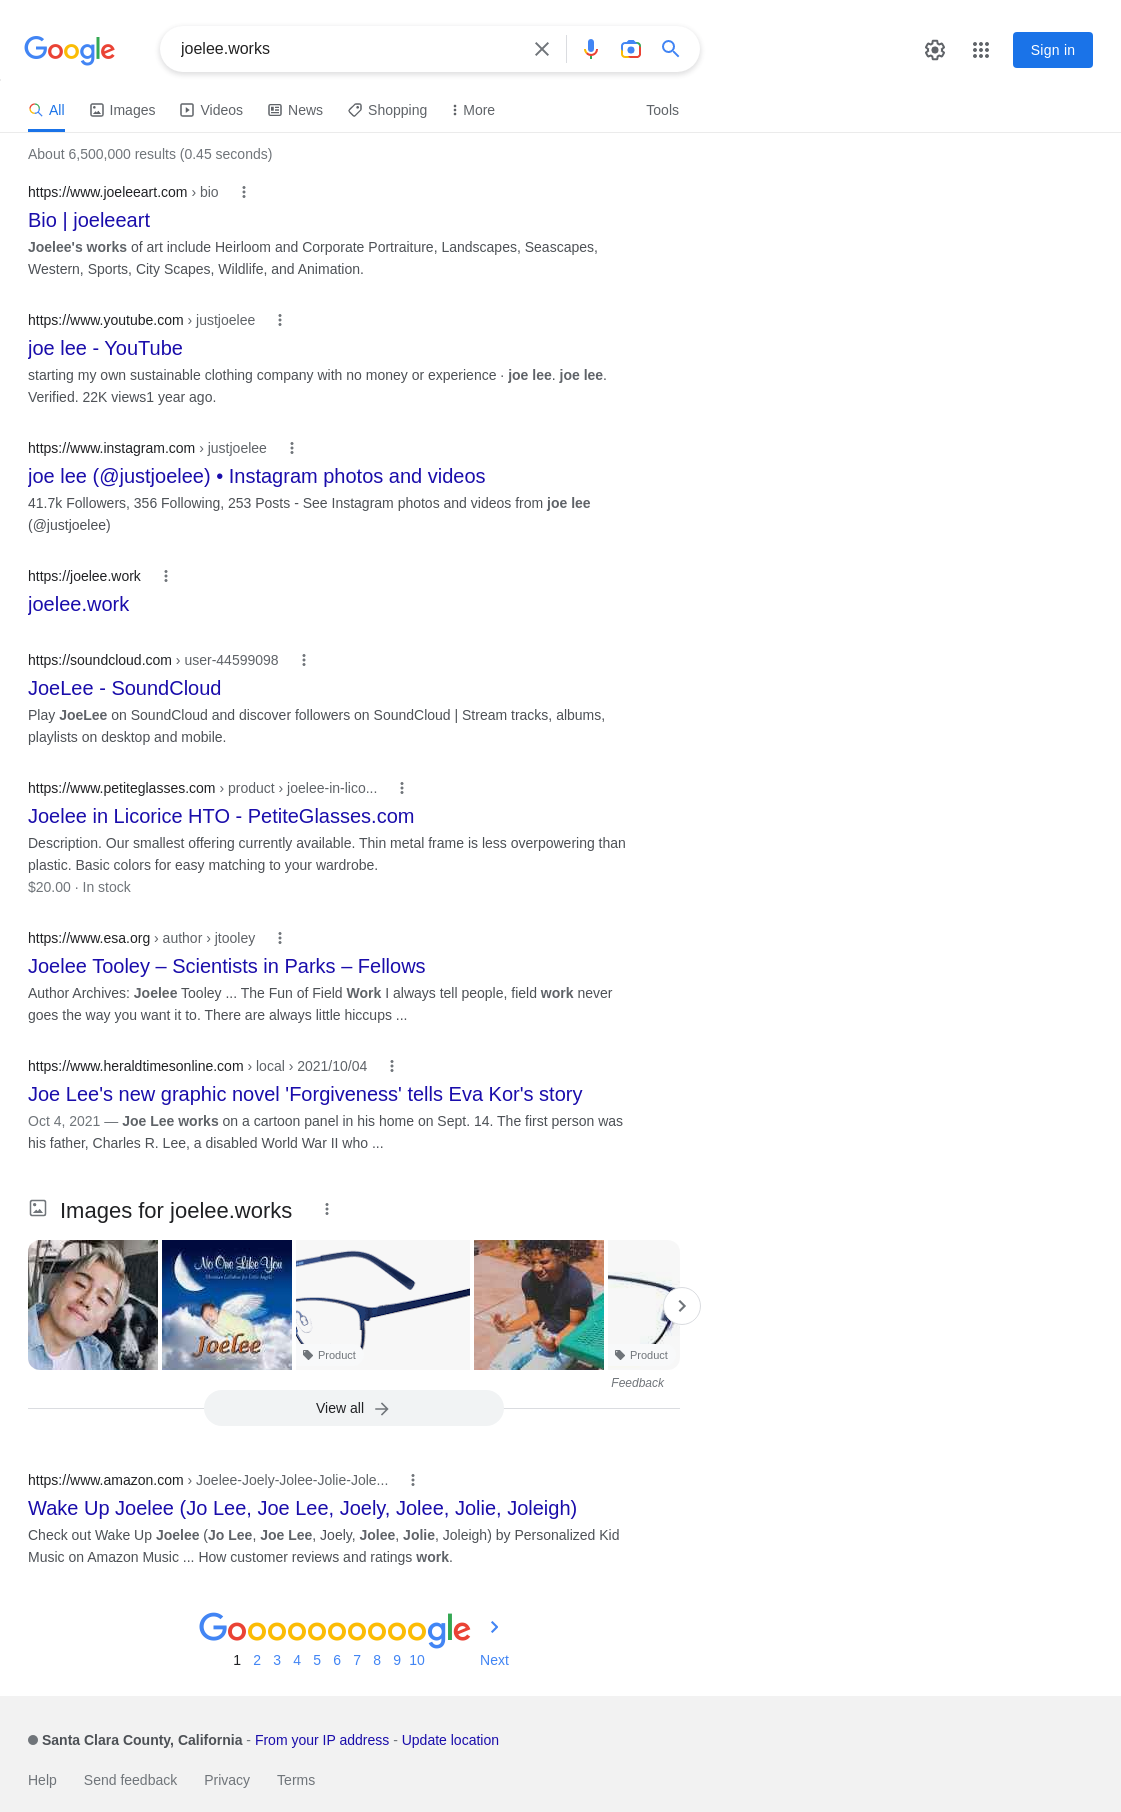 Google
joelee.works
Sign in
All
Images
Videos
News
Shopping
More
Tools
About 6,500,000 results (0.45 seconds)
https://www.joeleeart.com › bio
Bio | joeleeart
Joelee's works of art include Heirloom and Corporate Portraiture, Landscapes, Seascapes,
Western, Sports, City Scapes, Wildlife, and Animation.
https://www.youtube.com › justjoelee
joe lee - YouTube
starting my own sustainable clothing company with no money or experience · joe lee. joe lee.
Verified. 22K views1 year ago.
https://www.instagram.com › justjoelee
joe lee (@justjoelee) • Instagram photos and videos
41.7k Followers, 356 Following, 253 Posts - See Instagram photos and videos from joe lee
(@justjoelee)
https://joelee.work
joelee.work
https://soundcloud.com › user-44599098
JoeLee - SoundCloud
Play JoeLee on SoundCloud and discover followers on SoundCloud | Stream tracks, albums,
playlists on desktop and mobile.
https://www.petiteglasses.com › product › joelee-in-lico...
Joelee in Licorice HTO - PetiteGlasses.com
Description. Our smallest offering currently available. Thin metal frame is less overpowering than
plastic. Basic colors for easy matching to your wardrobe.
$20.00 · In stock
https://www.esa.org › author › jtooley
Joelee Tooley – Scientists in Parks – Fellows
Author Archives: Joelee Tooley ... The Fun of Field Work I always tell people, field work never
goes the way you want it to. There are always little hiccups ...
https://www.heraldtimesonline.com › local › 2021/10/04
Joe Lee's new graphic novel 'Forgiveness' tells Eva Kor's story
Oct 4, 2021 — Joe Lee works on a cartoon panel in his home on Sept. 14. The first person was
his father, Charles R. Lee, a disabled World War II who ...
Images for joelee.works
No One Like You
Joelee
Product
Product
Feedback
View all
https://www.amazon.com › Joelee-Joely-Jolee-Jolie-Jole...
Wake Up Joelee (Jo Lee, Joe Lee, Joely, Jolee, Jolie, Joleigh)
Check out Wake Up Joelee (Jo Lee, Joe Lee, Joely, Jolee, Jolie, Joleigh) by Personalized Kid
Music on Amazon Music ... How customer reviews and ratings work.
Goooooooooogle
1 2 3 4 5 6 7 8 9 10 Next
Santa Clara County, California - From your IP address - Update location
Help Send feedback Privacy Terms